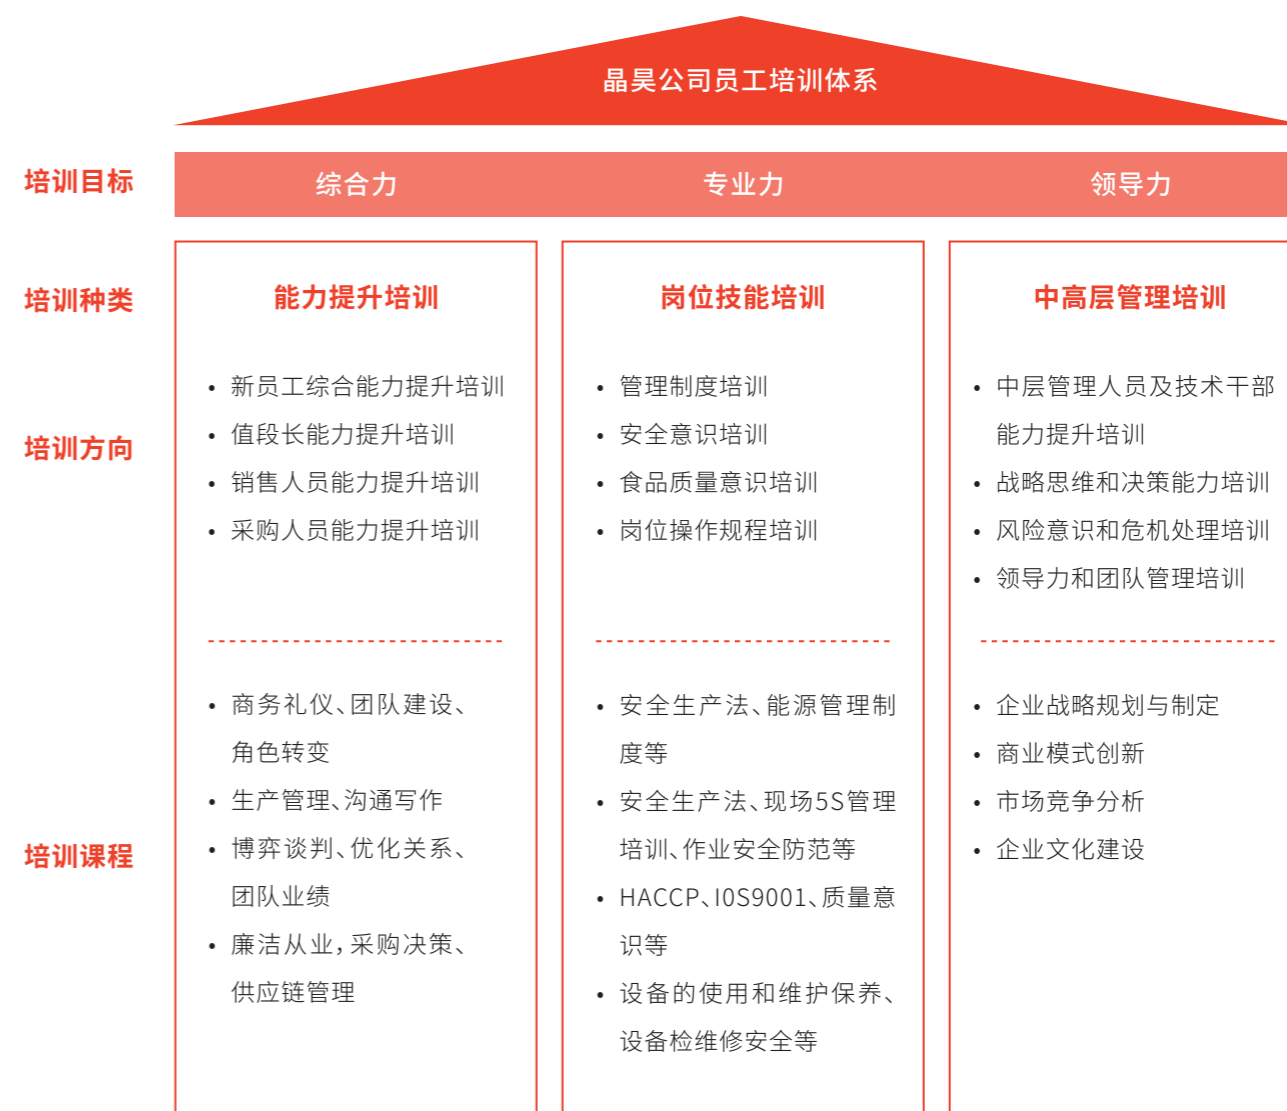 晶昊公司员工培训体系
培训目标
综合力
专业力
领导力
培训种类
能力提升培训
岗位技能培训
中高层管理培训
培训方向
• 新员工综合能力提升培训
• 值段长能力提升培训
• 销售人员能力提升培训
• 采购人员能力提升培训
• 管理制度培训
• 安全意识培训
• 食品质量意识培训
• 岗位操作规程培训
• 中层管理人员及技术干部
能力提升培训
• 战略思维和决策能力培训
• 风险意识和危机处理培训
• 领导力和团队管理培训
培训课程
• 商务礼仪、团队建设、
角色转变
• 生产管理、沟通写作
• 博弈谈判、优化关系、
团队业绩
• 廉洁从业，采购决策、
供应链管理
• 安全生产法、能源管理制
度等
• 安全生产法、现场5S管理
培训、作业安全防范等
• HACCP、I0S9001、质量意
识等
• 设备的使用和维护保养、
设备检维修安全等
• 企业战略规划与制定
• 商业模式创新
• 市场竞争分析
• 企业文化建设